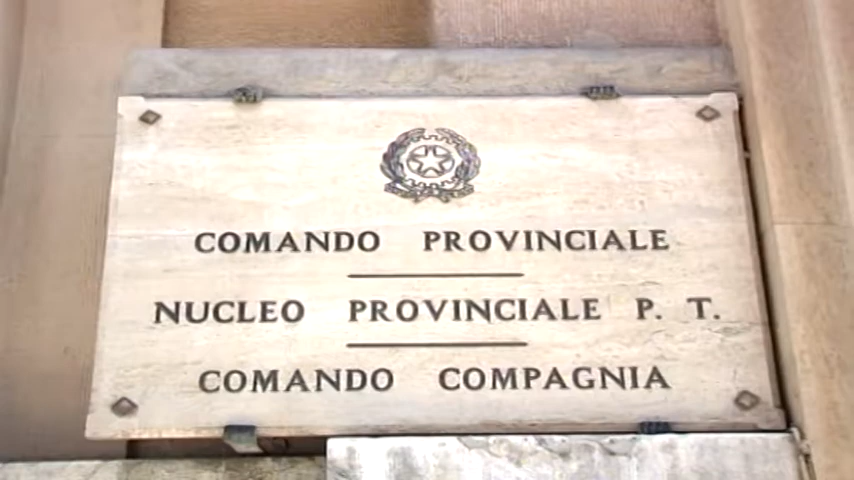 COMANDO PROVINCIALE
NUCLEO PROVINCIALE P. T.
COMANDO COMPAGNIA